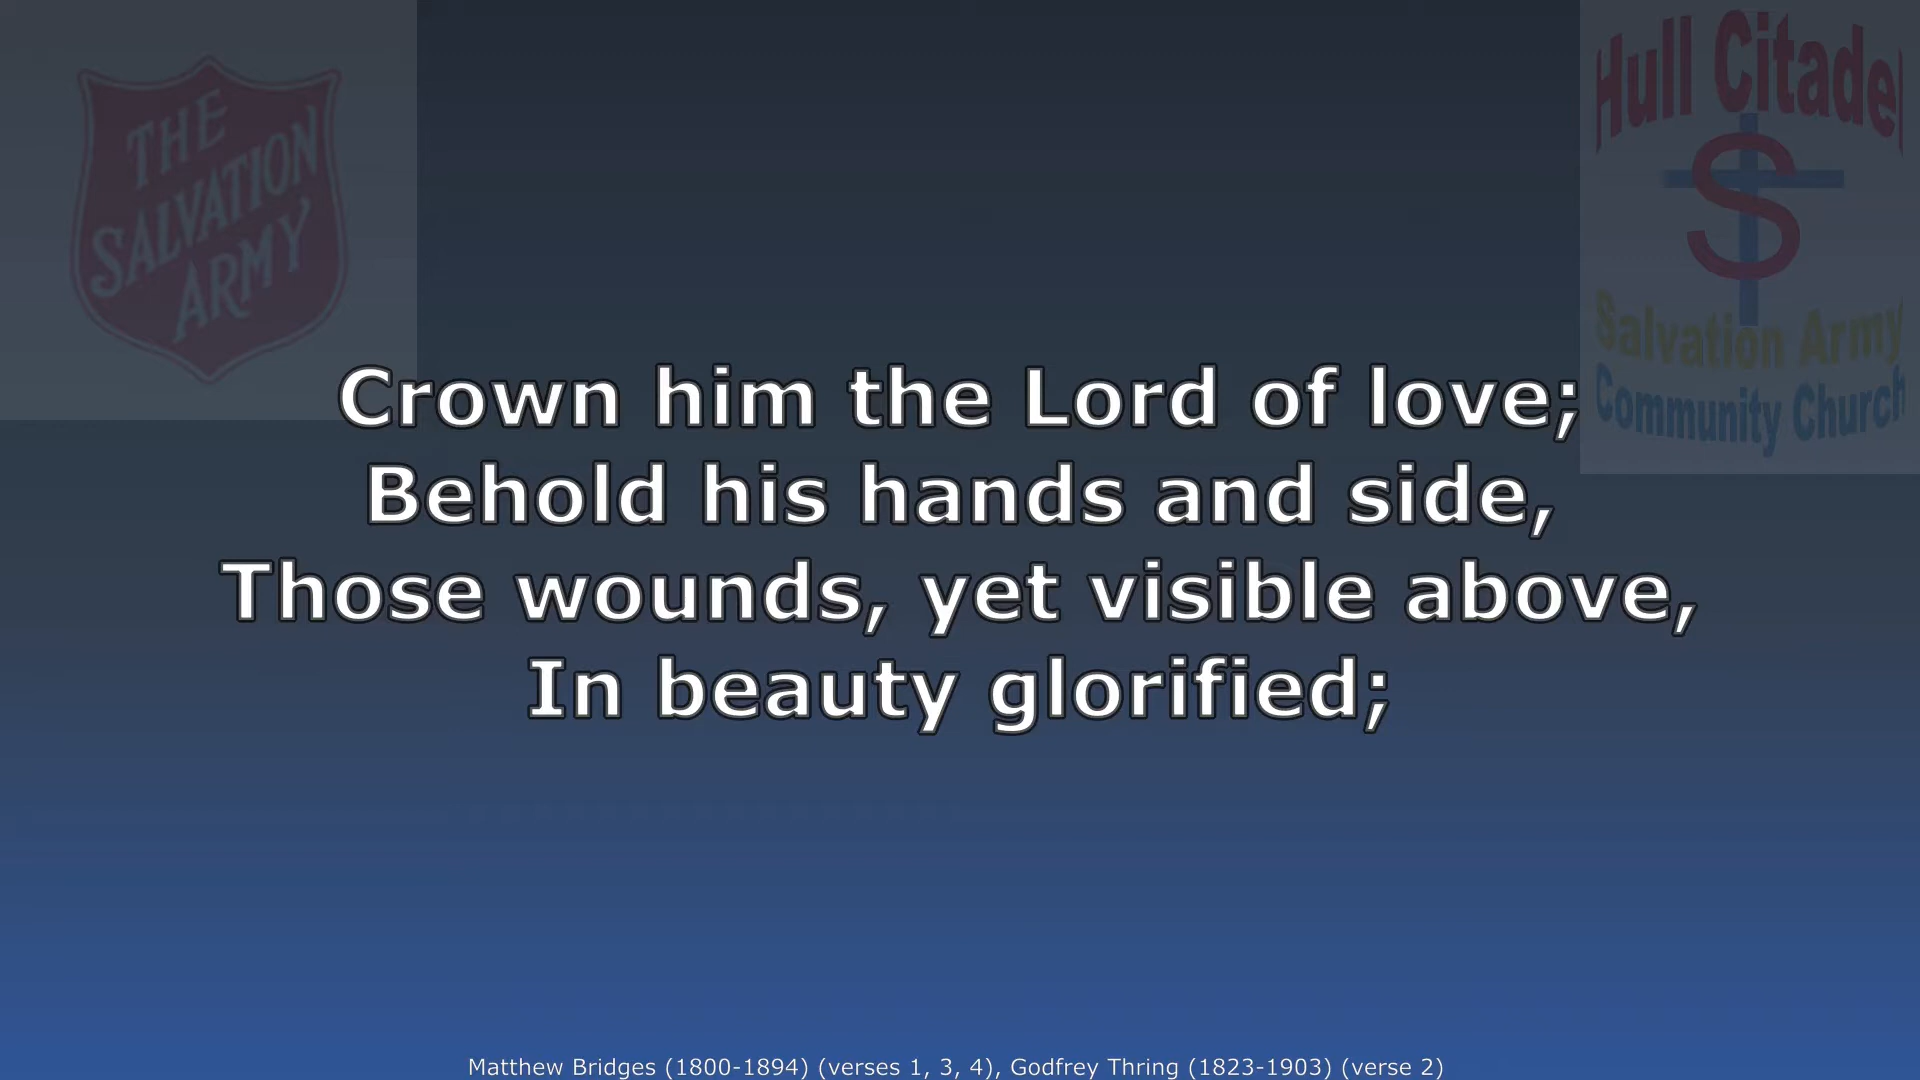 THE
SALVATION
ARMY
Hull Citadel
S
Salvation Army
Community Church
Crown him the Lord of love;
Behold his hands and side,
Those wounds, yet visible above,
In beauty glorified;
Matthew Bridges (1800-1894) (verses 1, 3, 4), Godfrey Thring (1823-1903) (verse 2)